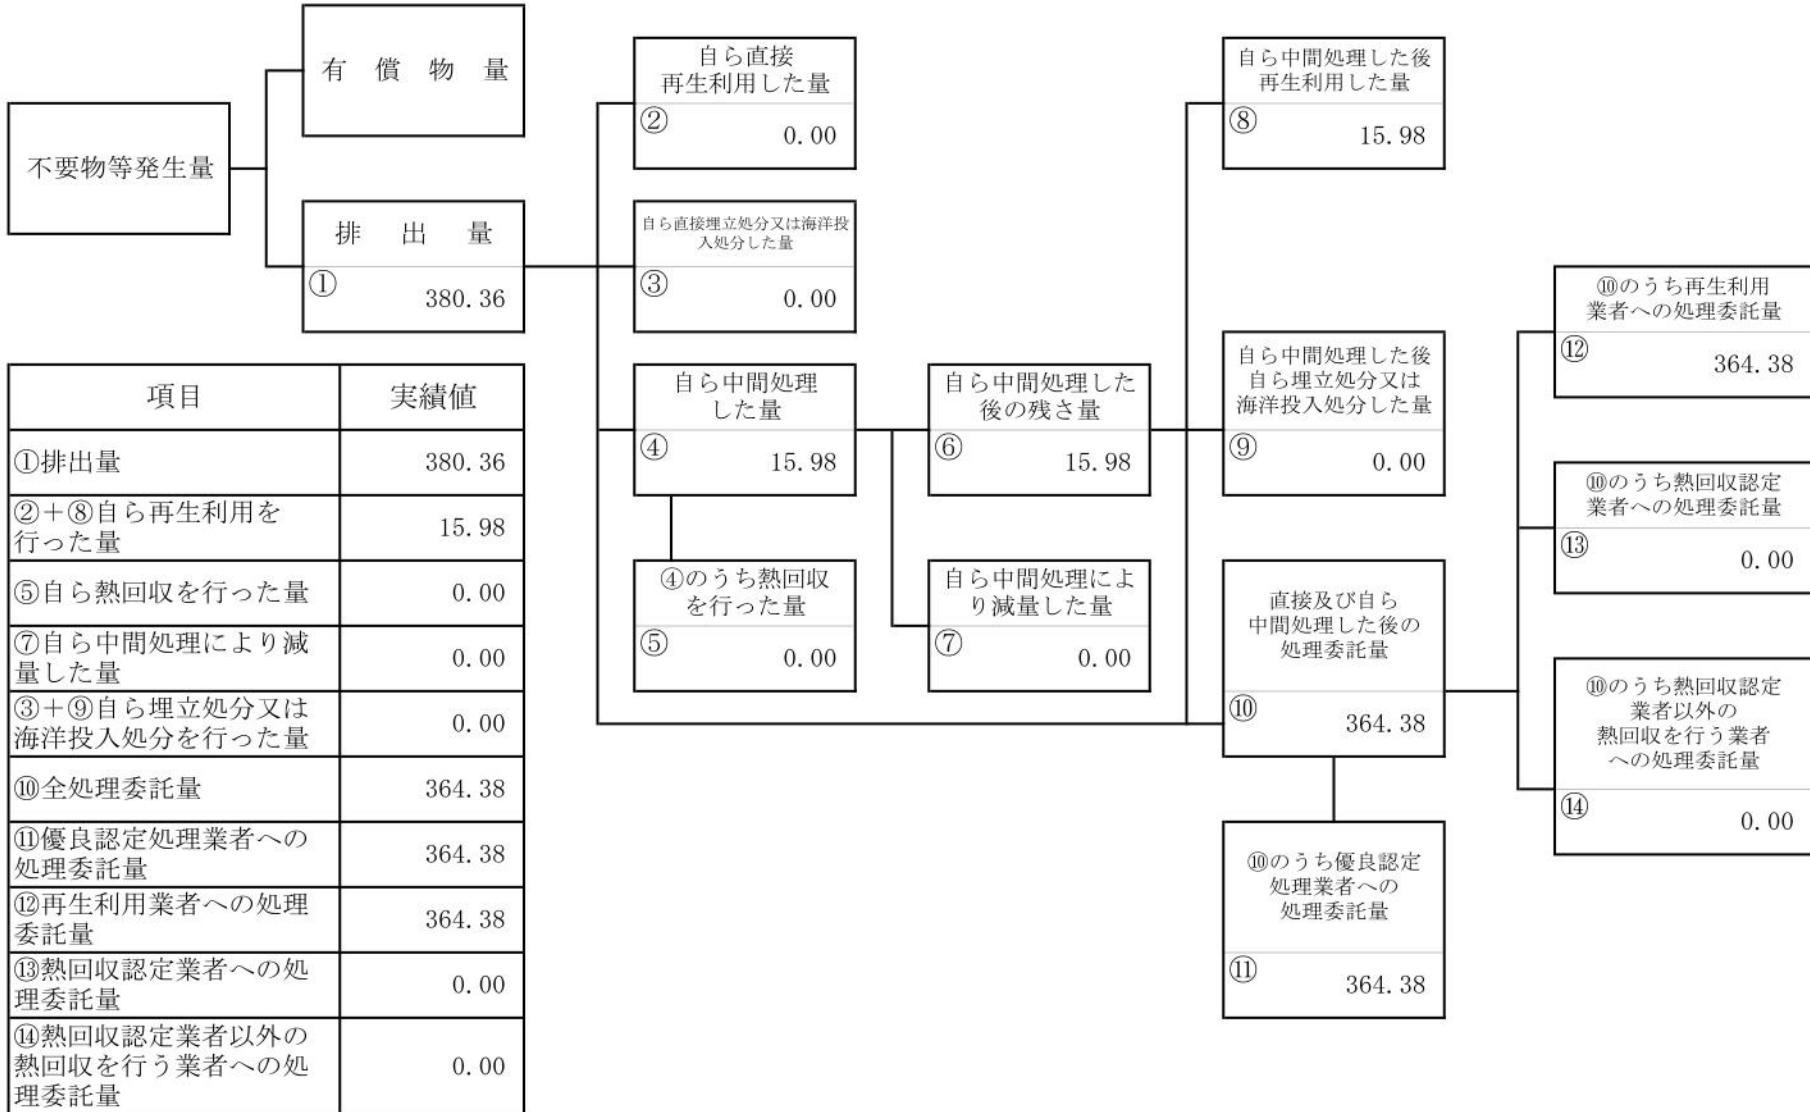 不要物等発生量
有償物量
排出量
①
380.36
自ら直接
再生利用した量
②
0.00
自ら直接埋立処分又は海洋投
入処分した量
③
0.00
自ら中間処理
した量
④
15.98
④のうち熱回収
を行った量
⑤
0.00
自ら中間処理した
後の残さ量
⑥
15.98
自ら中間処理によ
り減量した量
⑦
0.00
自ら中間処理した後
再生利用した量
⑧
15.98
自ら中間処理した後
自ら埋立処分又は
海洋投入処分した量
⑨
0.00
直接及び自ら
中間処理した後の
処理委託量
⑩
364.38
⑩のうち優良認定
処理業者への
処理委託量
⑪
364.38
⑩のうち再生利用
業者への処理委託量
⑫
364.38
⑩のうち熱回収認定
業者への処理委託量
⑬
0.00
⑩のうち熱回収認定
業者以外の
熱回収を行う業者
への処理委託量
⑭
0.00
項目 実績値
①排出量 380.36
②+⑧自ら再生利用を
行った量 15.98
⑤自ら熱回収を行った量 0.00
⑦自ら中間処理により減
量した量 0.00
③+⑨自ら埋立処分又は
海洋投入処分を行った量 0.00
⑩全処理委託量 364.38
⑪優良認定処理業者への
処理委託量 364.38
⑫再生利用業者への処理
委託量 364.38
⑬熱回収認定業者への処
理委託量 0.00
⑭熱回収認定業者以外の
熱回収を行う業者への処
理委託量 0.00